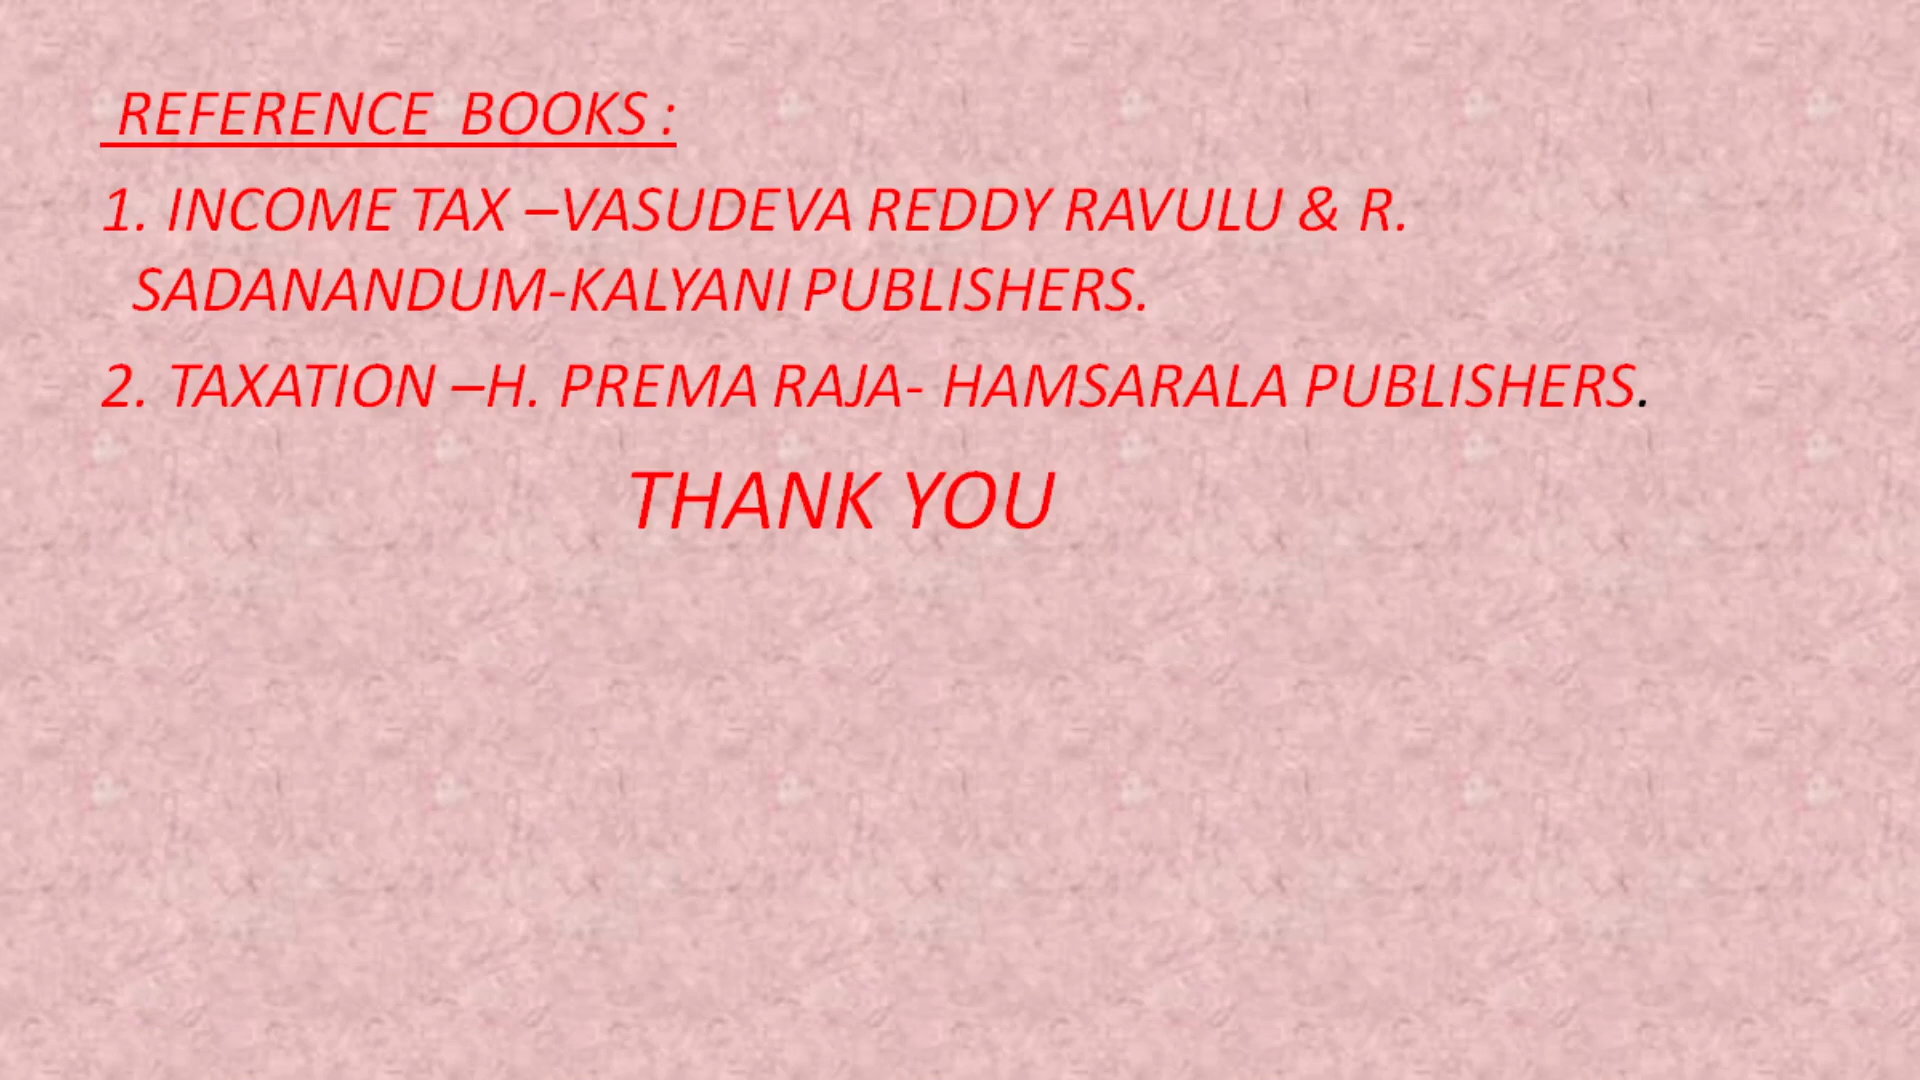 REFERENCE  BOOKS :
1. INCOME TAX –VASUDEVA REDDY RAVULU & R.
SADANANDUM-KALYANI PUBLISHERS.
2. TAXATION –H. PREMA RAJA- HAMSARALA PUBLISHERS.
THANK YOU